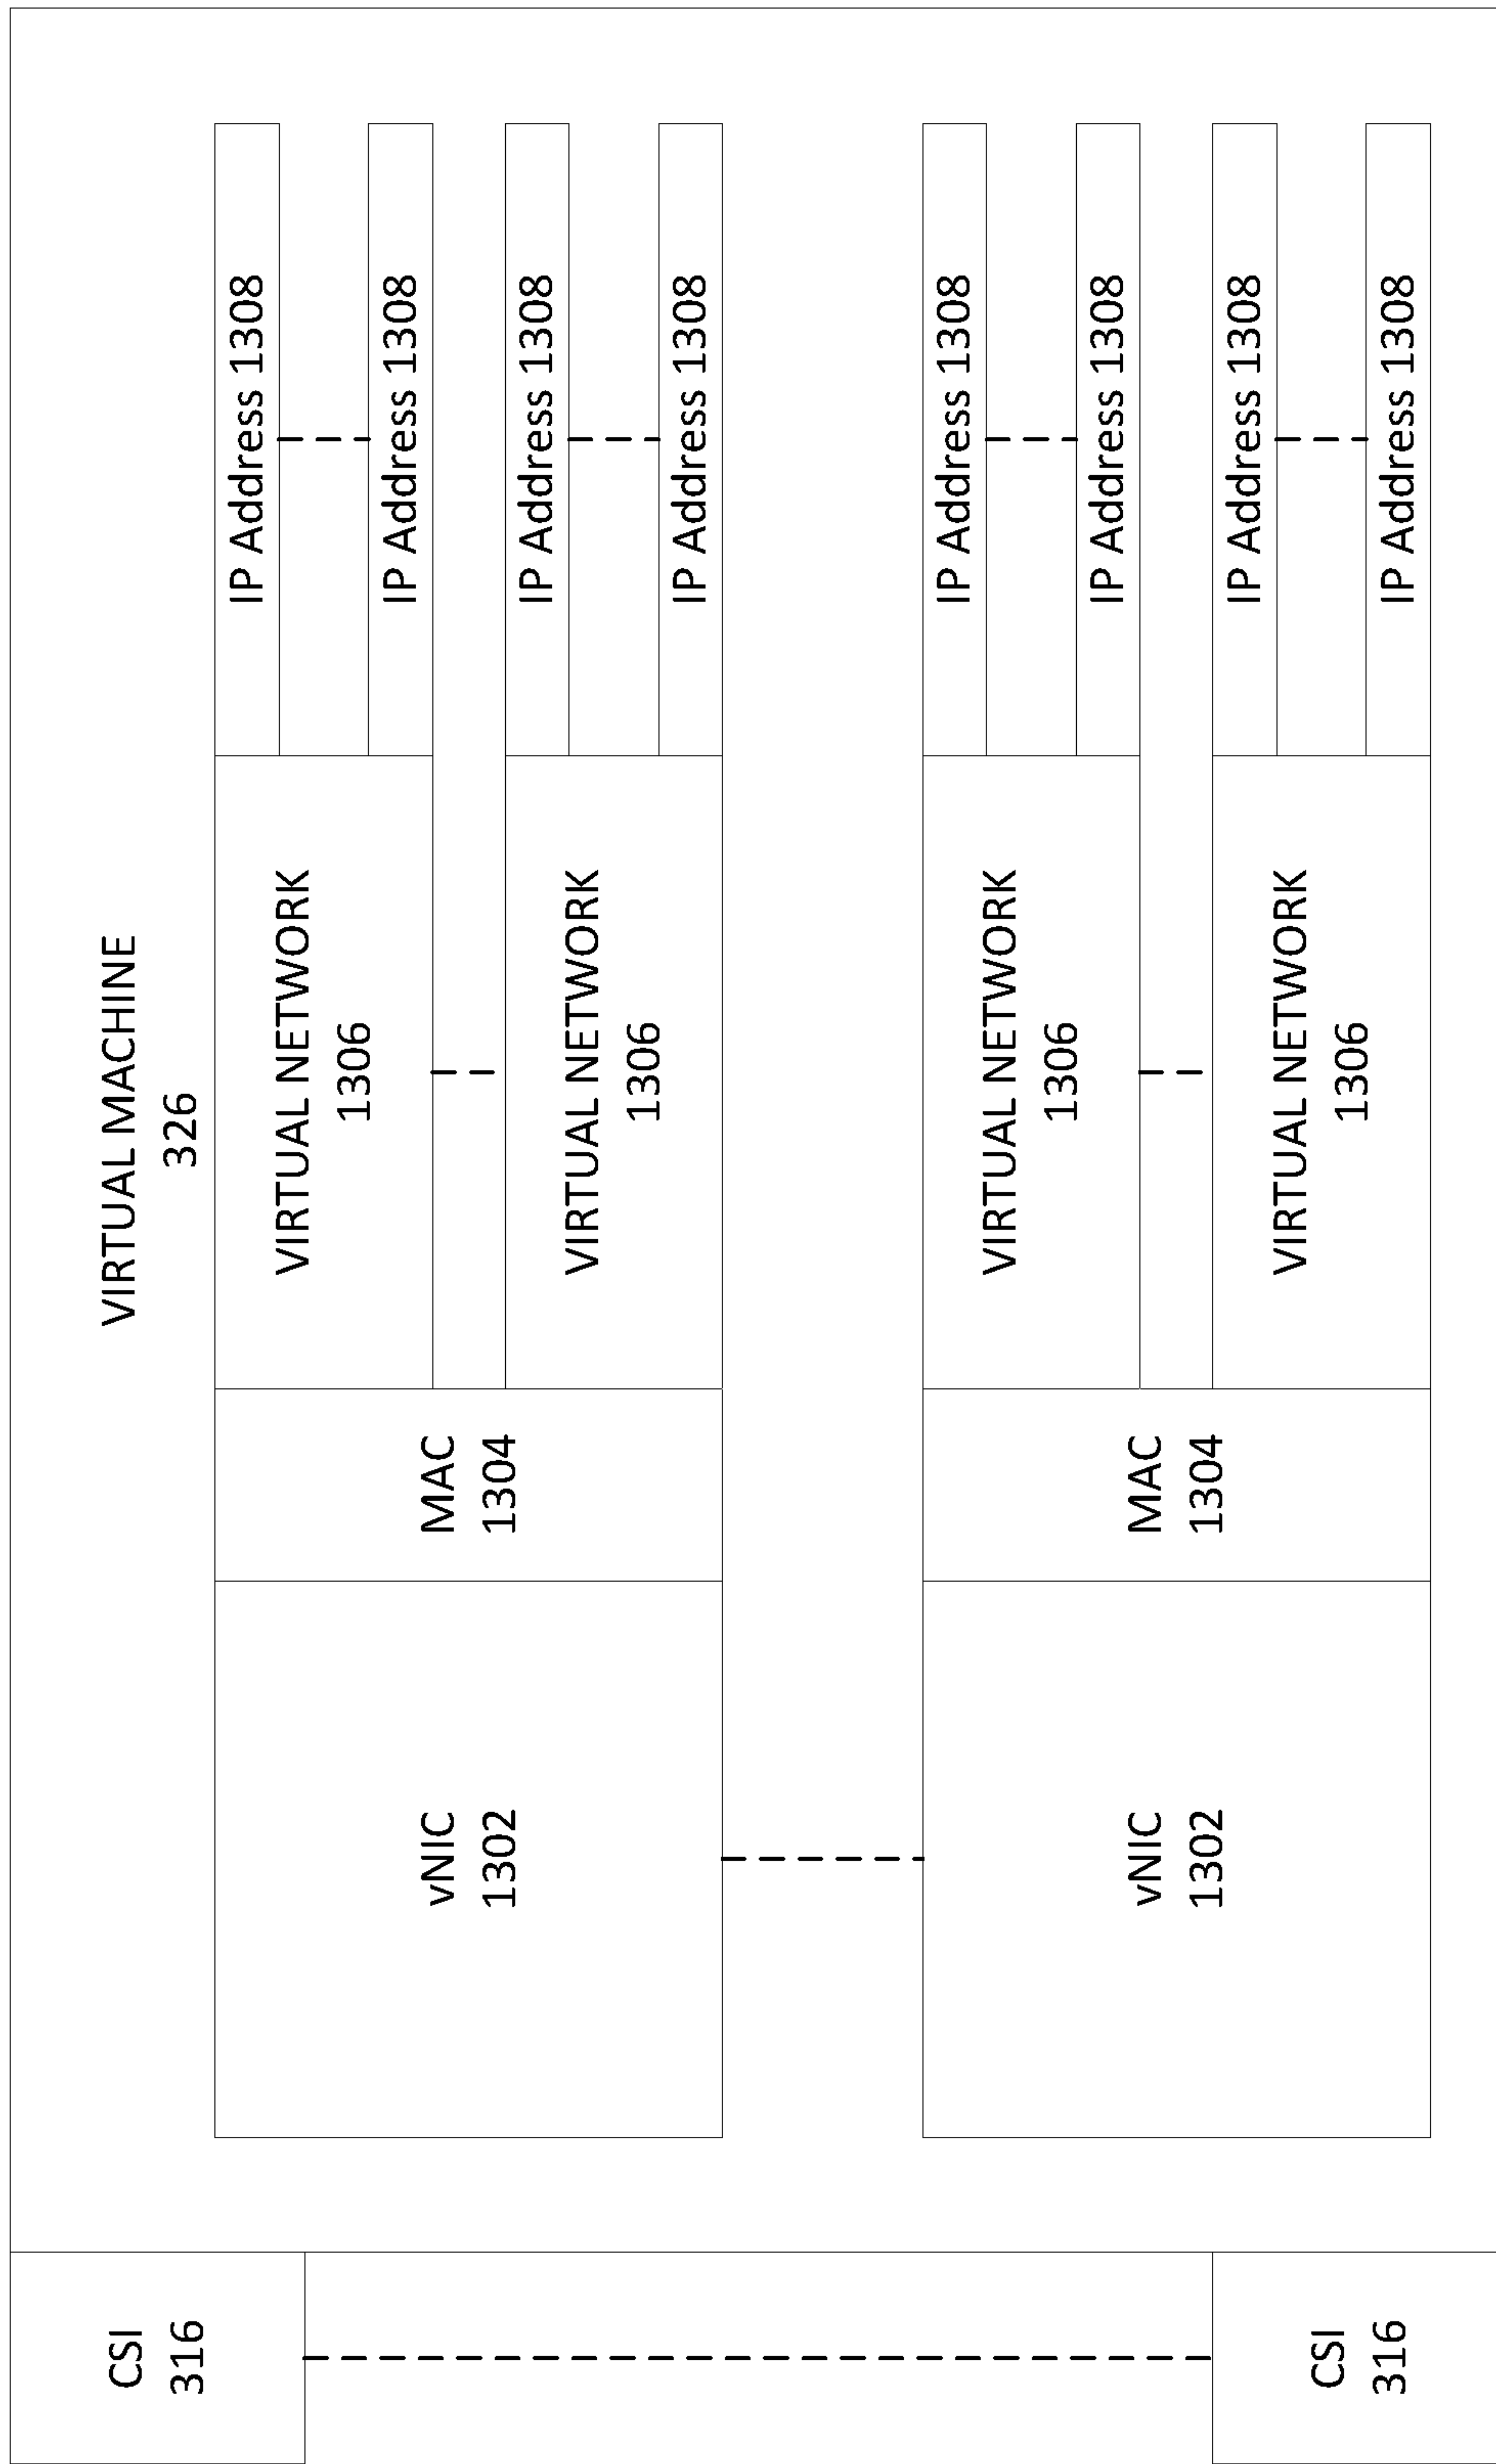 VIRTUAL MACHINE
326
CSI
316
vNIC
1302
MAC
1304
VIRTUAL NETWORK
1306
IP Address 1308
IP Address 1308
VIRTUAL NETWORK
1306
IP Address 1308
IP Address 1308
vNIC
1302
MAC
1304
VIRTUAL NETWORK
1306
IP Address 1308
IP Address 1308
VIRTUAL NETWORK
1306
IP Address 1308
IP Address 1308
CSI
316